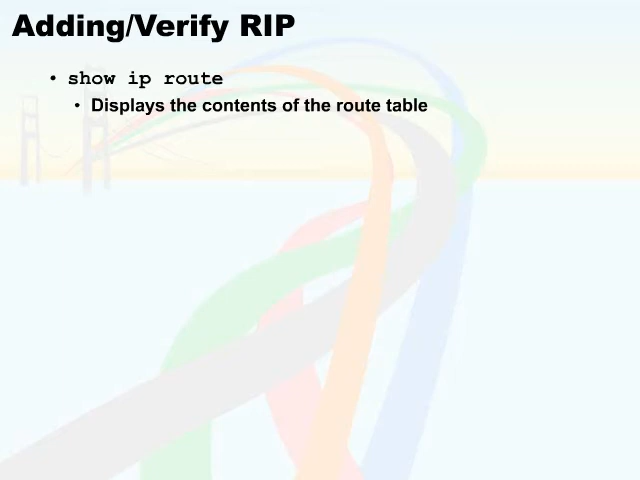 Adding/Verify RIP
• show ip route
• Displays the contents of the route table